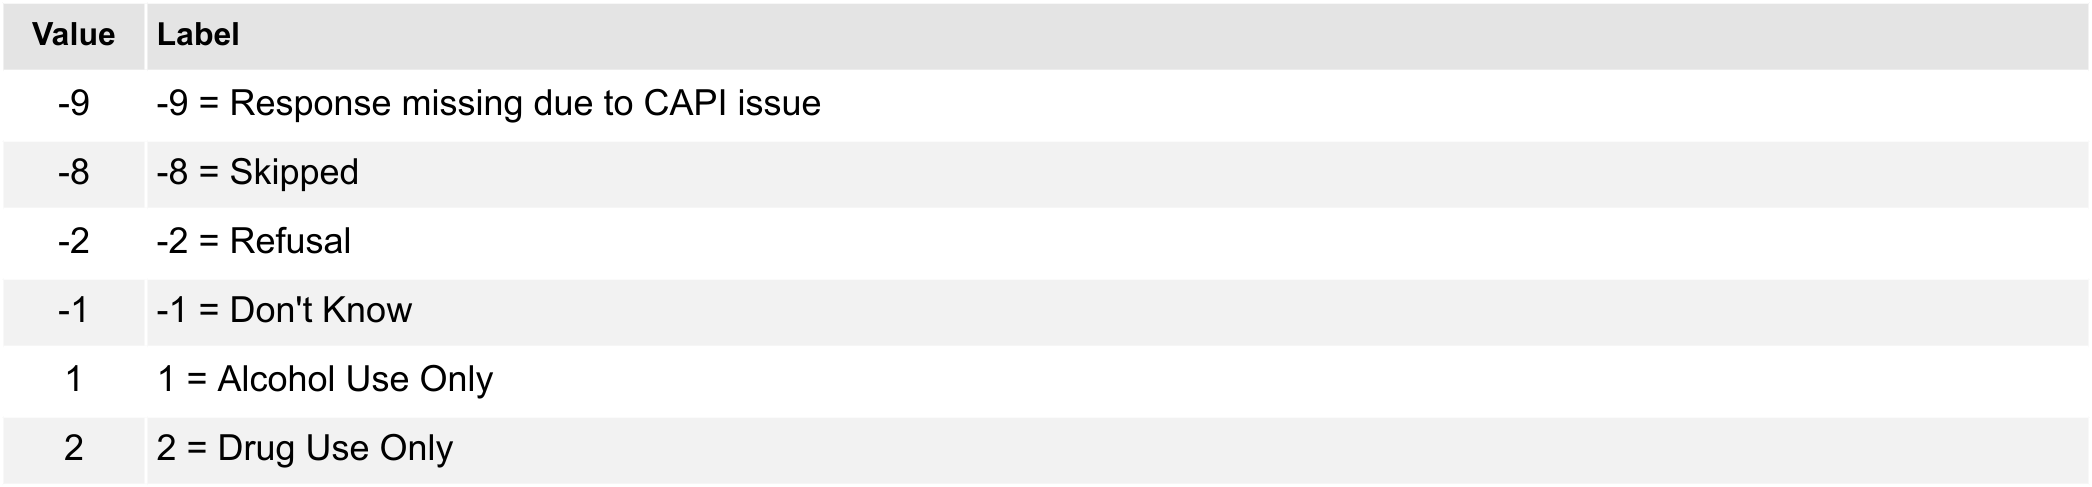 Value Label
-9 -9 = Response missing due to CAPI issue
-8 -8 = Skipped
-2 -2 = Refusal
-1 -1 = Don't Know
1 1 = Alcohol Use Only
2 2 = Drug Use Only